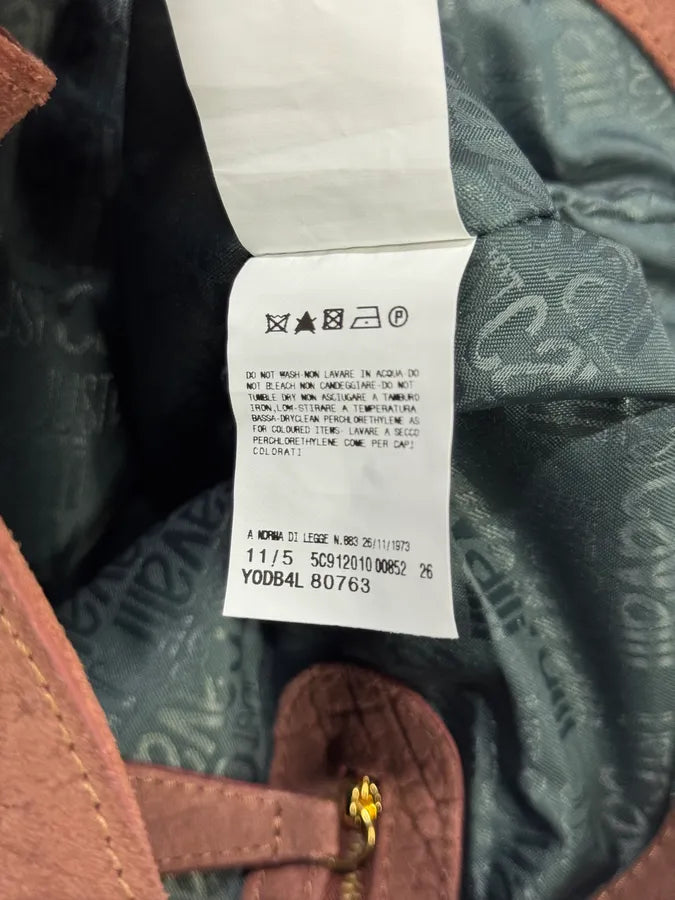 P
DO NOT WASH-NON LAVARE IN ACQUA-DO
NOT BLEACH-NON CANDEGGIARE-DO NOT
TUMBLE DRY-NON ASCIUGARE A TAMBURO
IRON,LOW-STIRARE A TEMPERATURA
BASSA-DRYCLEAN PERCHLORETHYLENE AS
FOR COLOURED ITEMS- LAVARE A SECCO
PERCHLORETHYLENE COME PER CAPI
COLORATI
A NORMA DI LEGGE N.883 26/11/1973
11/5 5C912010 00852 26
YODB4L 80763
Cavalli